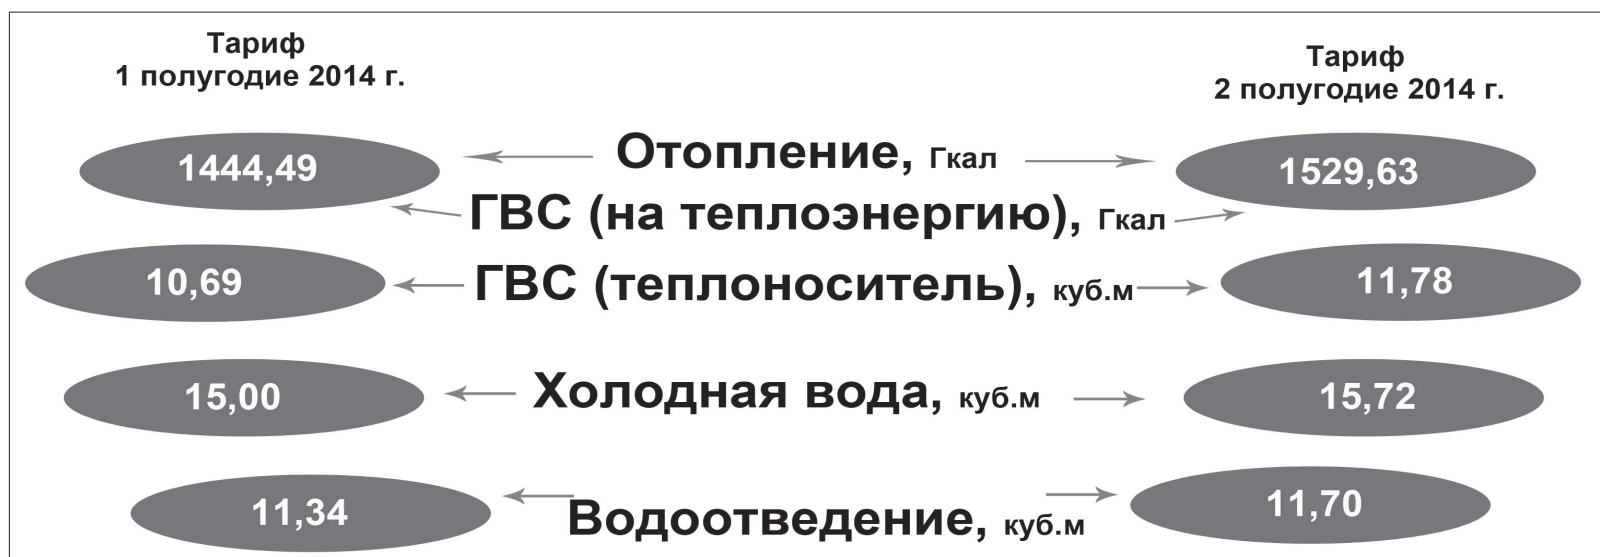 Тариф
1 полугодие 2014 г.
Тариф
2 полугодие 2014 г.
1444,49
Отопление, Гкал
1529,63
ГВС (на теплоэнергию), Гкал
10,69
ГВС (теплоноситель), куб.м
11,78
15,00
Холодная вода, куб.м
15,72
11,34
Водоотведение, куб.м
11,70